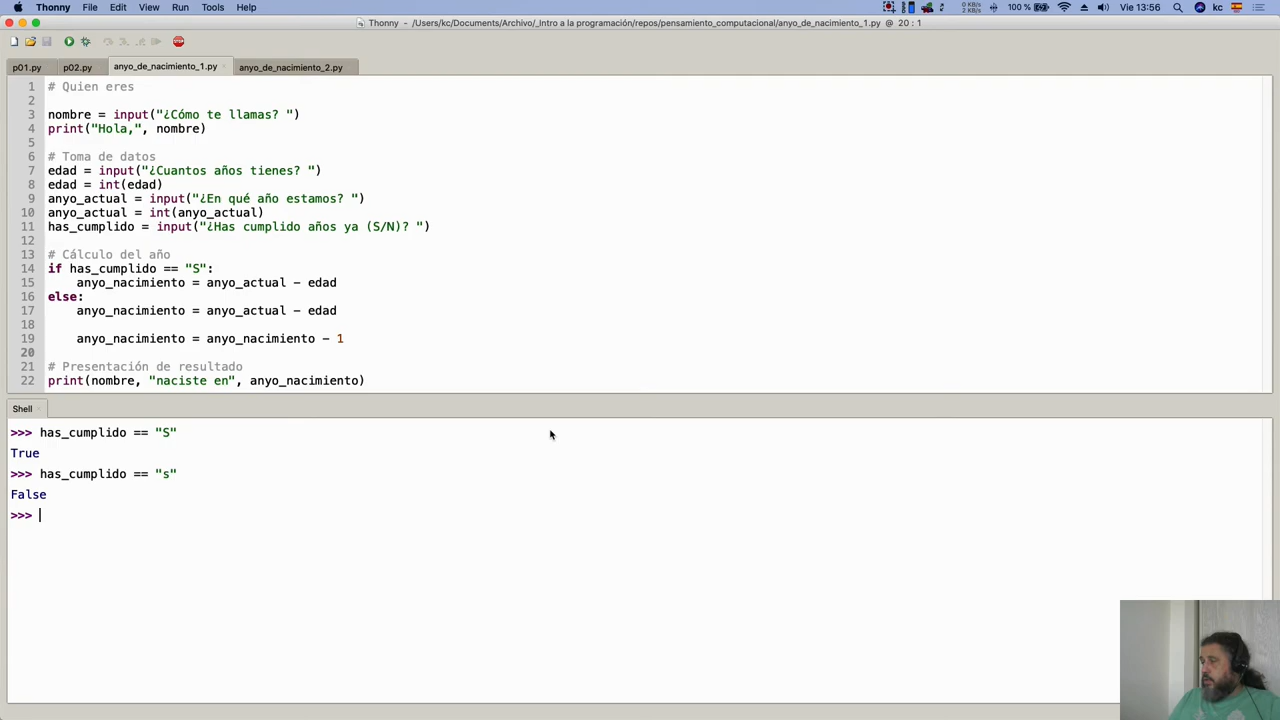 Thonny File Edit View Run Tools Help 0 KB/s 2 KB/s 100 % Vie 13:56 kc
Thonny - /Users/kc/Documents/Archivo/_Intro a la programación/repos/pensamiento_computacional/anyo_de_nacimiento_1.py @ 20 : 1
p01.py p02.py anyo_de_nacimiento_1.py anyo_de_nacimiento_2.py
1 # Quien eres
2
3 nombre = input("¿Cómo te llamas? ")
4 print("Hola,", nombre)
5
6 # Toma de datos
7 edad = input("¿Cuantos años tienes? ")
8 edad = int(edad)
9 anyo_actual = input("¿En qué año estamos? ")
10 anyo_actual = int(anyo_actual)
11 has_cumplido = input("¿Has cumplido años ya (S/N)? ")
12
13 # Cálculo del año
14 if has_cumplido == "S":
15 anyo_nacimiento = anyo_actual - edad
16 else:
17 anyo_nacimiento = anyo_actual - edad
18
19 anyo_nacimiento = anyo_nacimiento - 1
20
21 # Presentación de resultado
22 print(nombre, "naciste en", anyo_nacimiento)
Shell
>>> has_cumplido == "S"
True
>>> has_cumplido == "s"
False
>>>